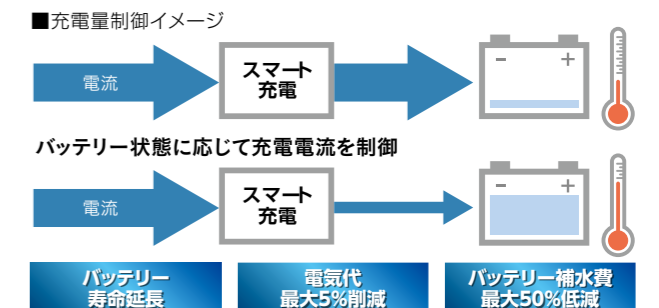 ■充電量制御イメージ
電流
スマート
充電
- +
バッテリー状態に応じて充電電流を制御
電流
スマート
充電
- +
バッテリー
寿命延長
電気代
最大5%削減
バッテリー補水費
最大50%低減